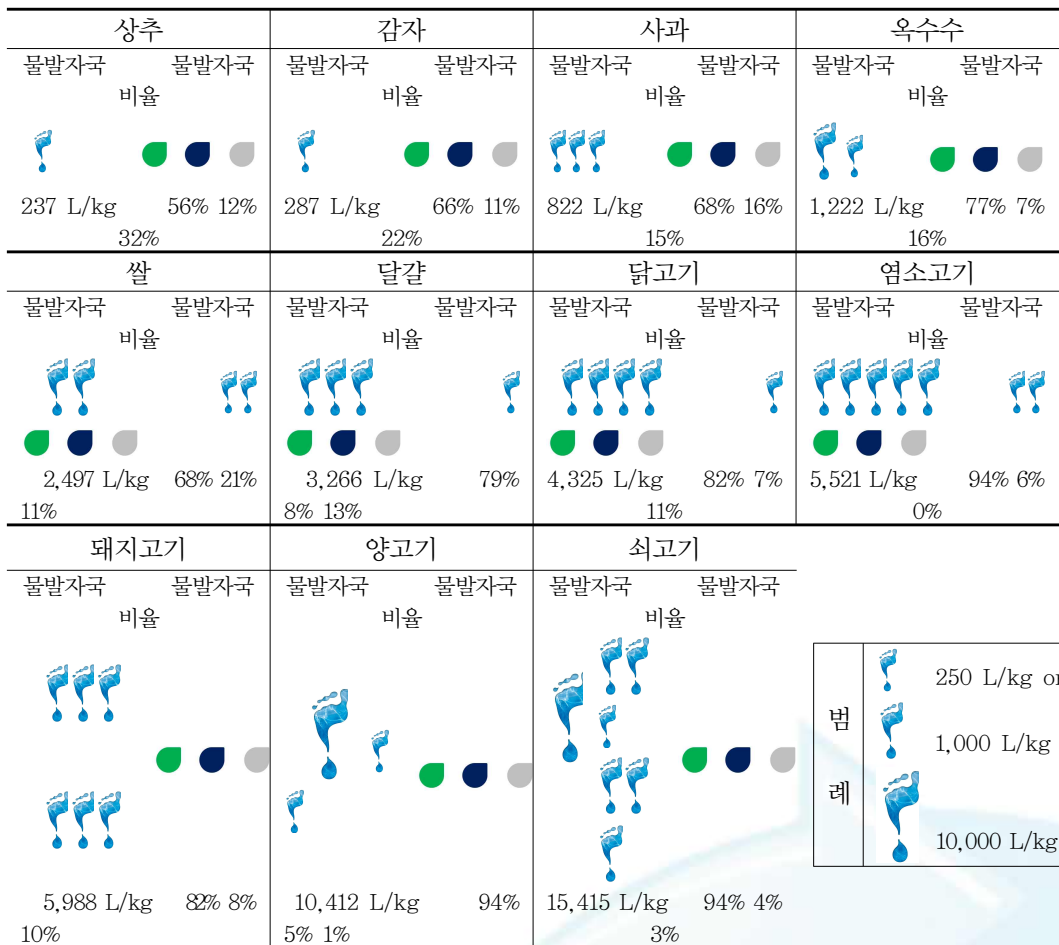 상추 감자 사과 옥수수
물발자국 물발자국 물발자국 물발자국 물발자국 물발자국 물발자국 물발자국
비율 비율 비율 비율
237 L/kg 56% 12% 287 L/kg 66% 11% 822 L/kg 68% 16% 1,222 L/kg 77% 7%
32% 22% 15% 16%
쌀 달걀 닭고기 염소고기
물발자국 물발자국 물발자국 물발자국 물발자국 물발자국 물발자국 물발자국
비율 비율 비율 비율
2,497 L/kg 68% 21% 3,266 L/kg 79% 4,325 L/kg 82% 7% 5,521 L/kg 94% 6%
11% 8% 13% 11% 0%
돼지고기 양고기 쇠고기
물발자국 물발자국 물발자국 물발자국 물발자국 물발자국
비율 비율 비율
범례
250 L/kg or
1,000 L/kg
10,000 L/kg
5,988 L/kg 82% 8% 10,412 L/kg 94% 15,415 L/kg 94% 4%
10% 5% 1% 3%